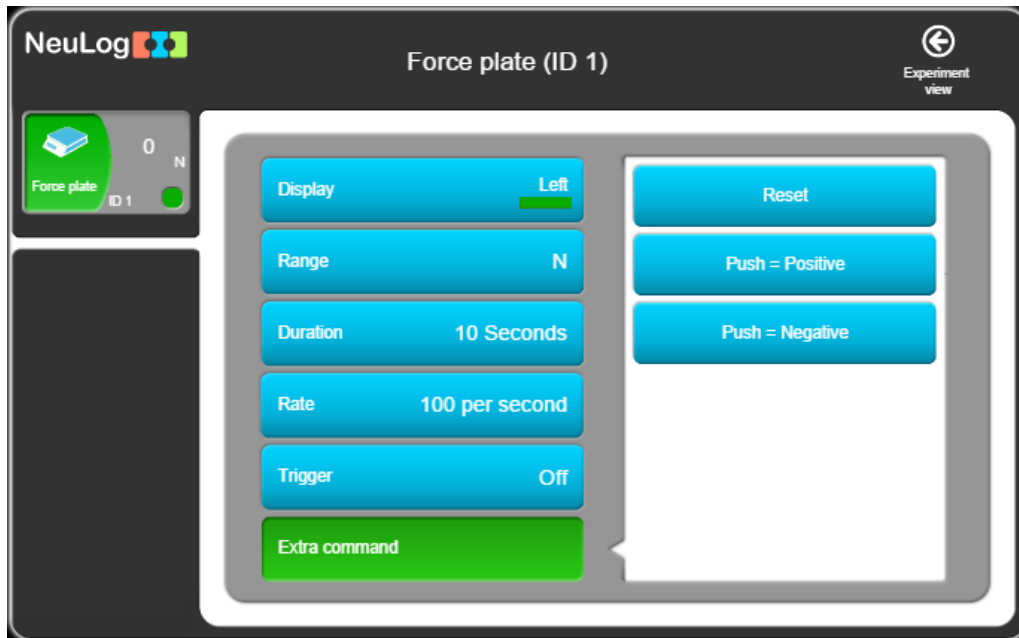 NeuLog
Force plate (ID 1)
Experiment
view
0
N
Force plate
ID 1
Display Left
Range N
Duration 10 Seconds
Rate 100 per second
Trigger Off
Extra command
Reset
Push = Positive
Push = Negative